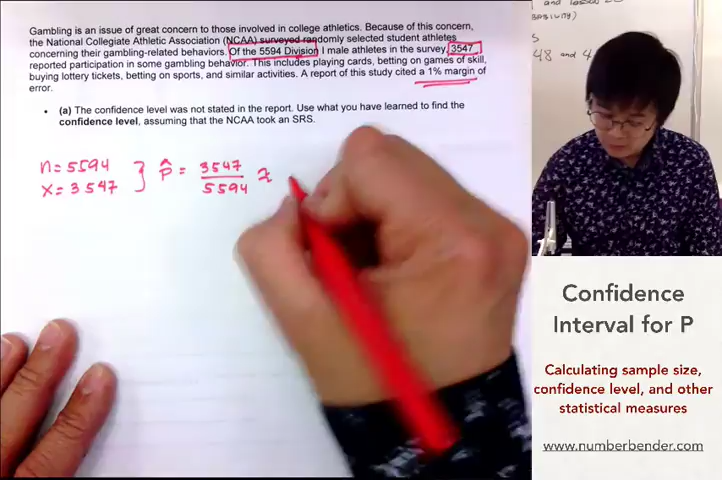 Gambling is an issue of great concern to those involved in college athletics. Because of this concern,
the National Collegiate Athletic Association (NCAA) surveyed randomly selected student athletes
concerning their gambling-related behaviors. Of the 5594 Division I male athletes in the survey, 3547
reported participation in some gambling behavior. This includes playing cards, betting on games of skill,
buying lottery tickets, betting on sports, and similar activities. A report of this study cited a 1% margin of
error.
• (a) The confidence level was not stated in the report. Use what you have learned to find the
confidence level, assuming that the NCAA took an SRS.
n = 5594
x = 3547
} p̂ = 3547/5594 ≈
and
48 and 4
Confidence
Interval for P
Calculating sample size,
confidence level, and other
statistical measures
www.numberbender.com